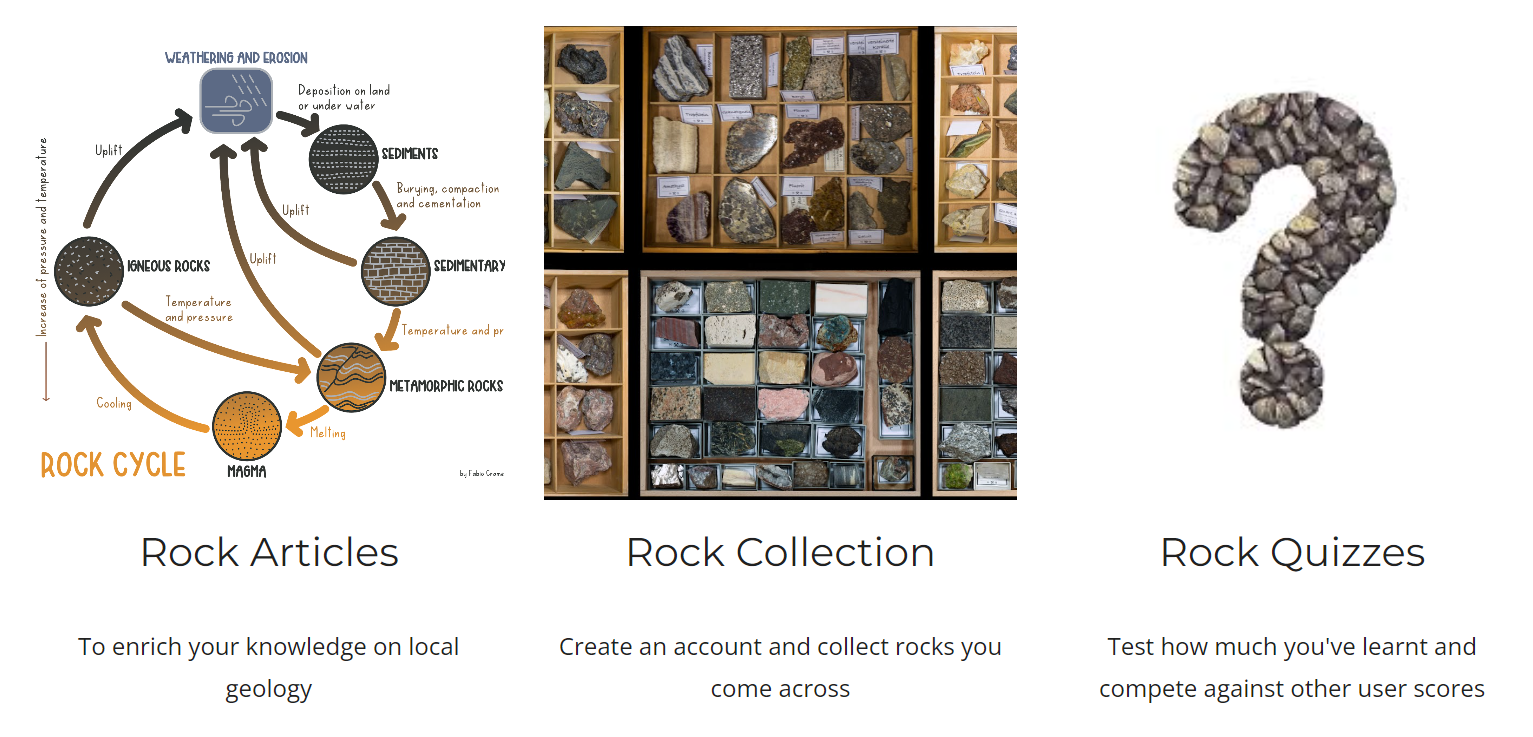 WEATHERING AND EROSION
Deposition on land
or under water
SEDIMENTS
Uplift
Burying, compaction
and cementation
Uplift
Increase of pressure and temperature
IGNEOUS ROCKS
Uplift
SEDIMENTARY
Temperature
and pressure
Temperature and pr
METAMORPHIC ROCKS
Cooling
Melting
ROCK CYCLE
MAGMA
by Fabio Crameri
Rock Articles
To enrich your knowledge on local
geology
Rock Collection
Create an account and collect rocks you
come across
Rock Quizzes
Test how much you've learnt and
compete against other user scores